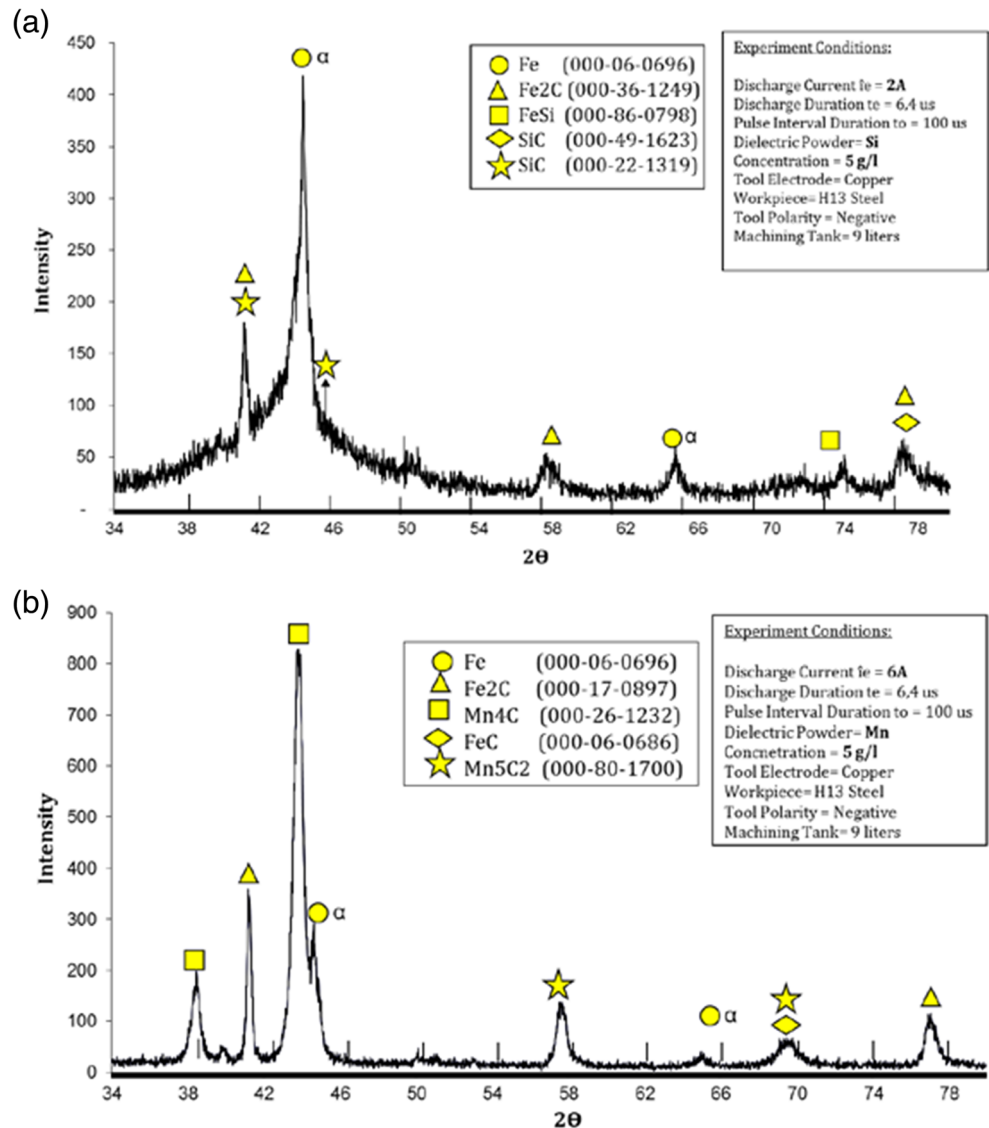 (a)
450
400
350
300
250
200
150
100
50
-
Intensity
α
α
Fe (000-06-0696)
Fe2C (000-36-1249)
FeSi (000-86-0798)
SiC (000-49-1623)
SiC (000-22-1319)
Experiment Conditions:
Discharge Current îe = 2A
Discharge Duration te = 6,4 us
Pulse Interval Duration to = 100 us
Dielectric Powder= Si
Concentration = 5 g/l
Tool Electrode= Copper
Workpiece= H13 Steel
Tool Polarity = Negative
Machining Tank= 9 liters
34 38 42 46 50 54 58 62 66 70 74 78
2Θ
(b)
900
800
700
600
500
400
300
200
100
0
Intensity
α
α
Fe (000-06-0696)
Fe2C (000-17-0897)
Mn4C (000-26-1232)
FeC (000-06-0686)
Mn5C2 (000-80-1700)
Experiment Conditions:
Discharge Current îe = 6A
Discharge Duration te = 6,4 us
Pulse Interval Duration to = 100 us
Dielectric Powder= Mn
Concnetration = 5 g/l
Tool Electrode= Copper
Workpiece= H13 Steel
Tool Polarity = Negative
Machining Tank= 9 liters
34 38 42 46 50 54 58 62 66 70 74 78
2Θ